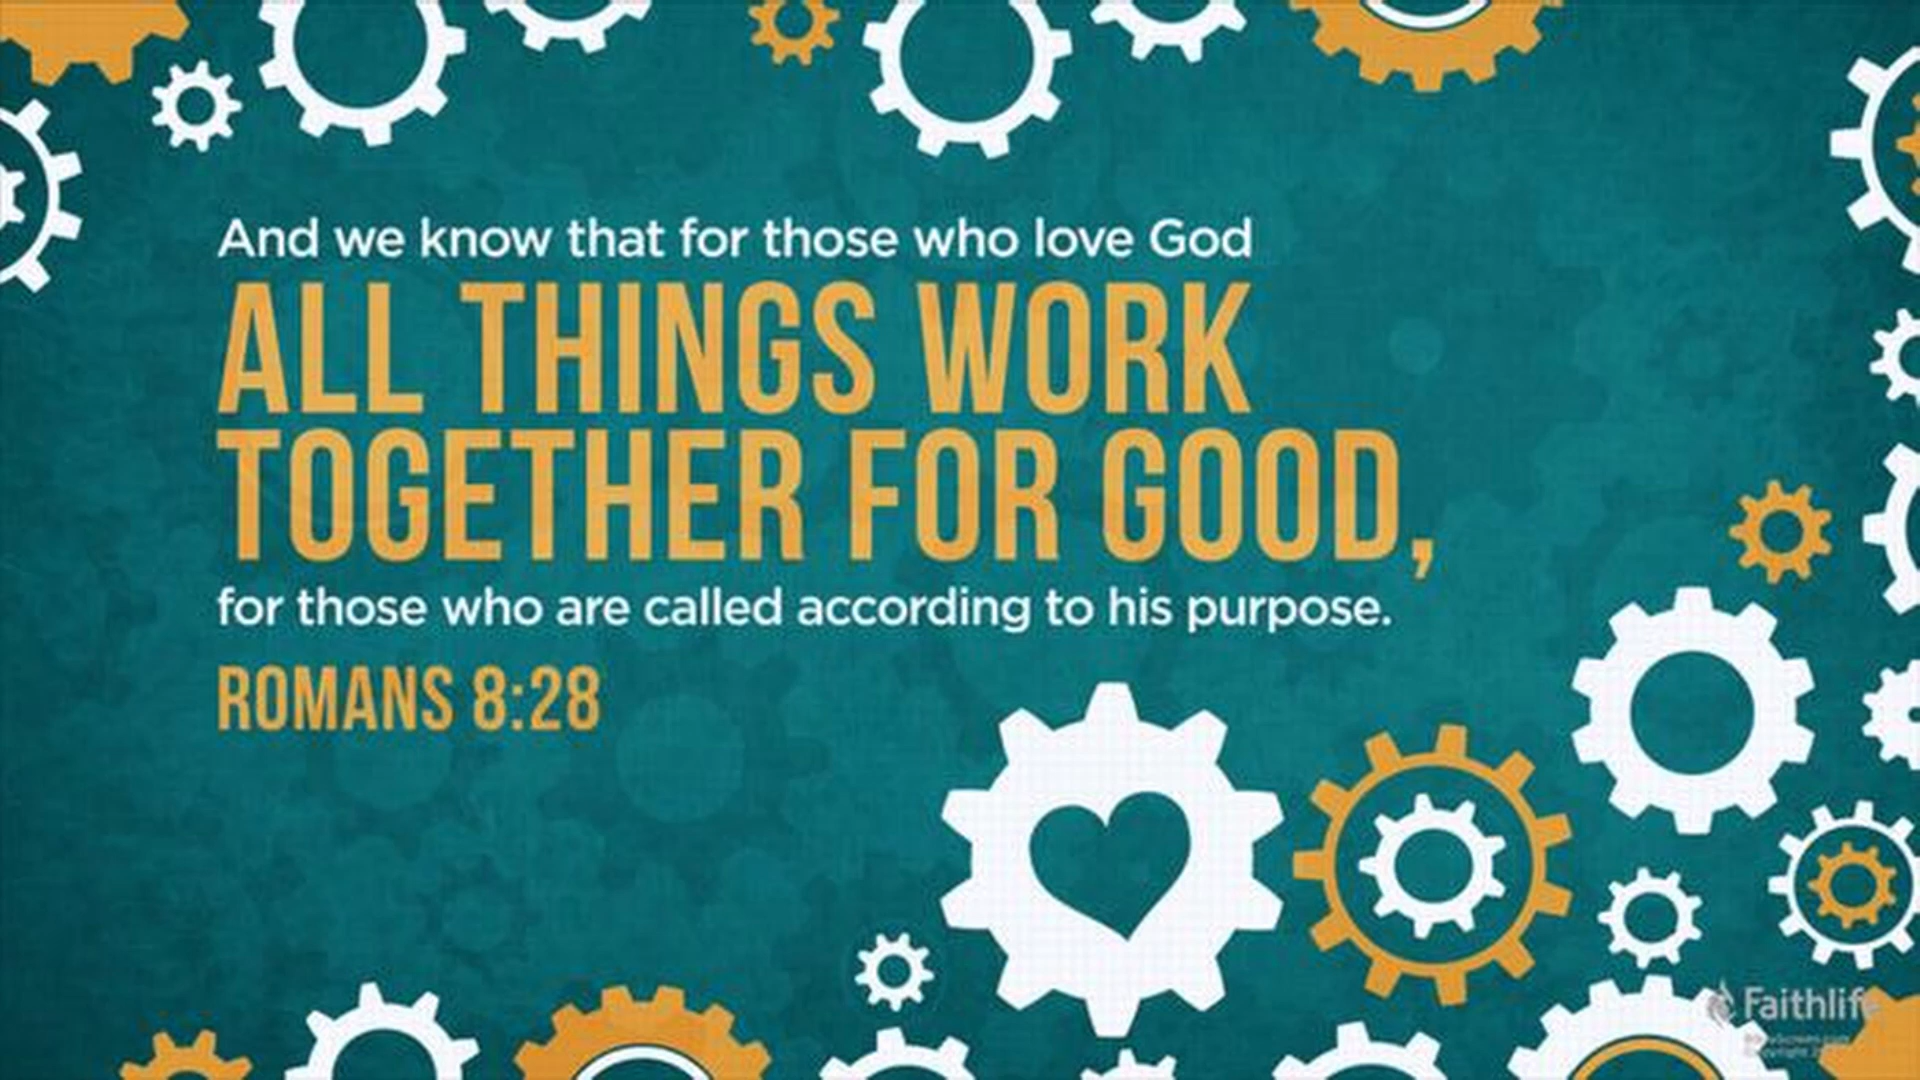 And we know that for those who love God
ALL THINGS WORK
TOGETHER FOR GOOD,
for those who are called according to his purpose.
ROMANS 8:28
Faithlife